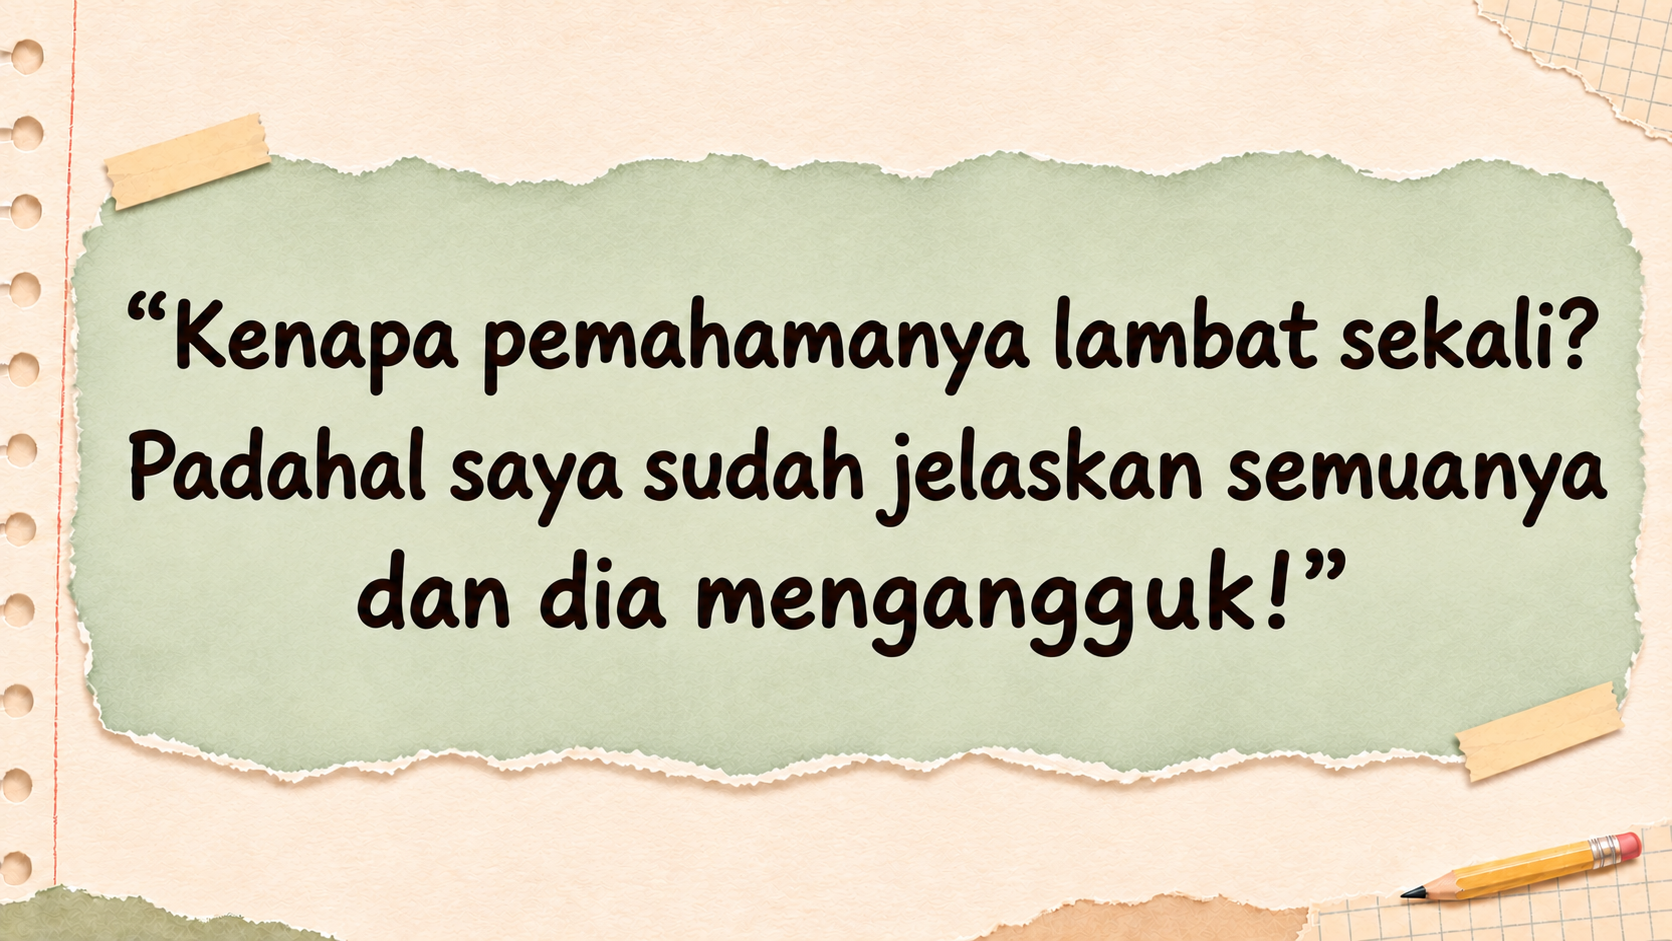 “Kenapa pemahamanya lambat sekali?
Padahal saya sudah jelaskan semuanya
dan dia mengangguk!”